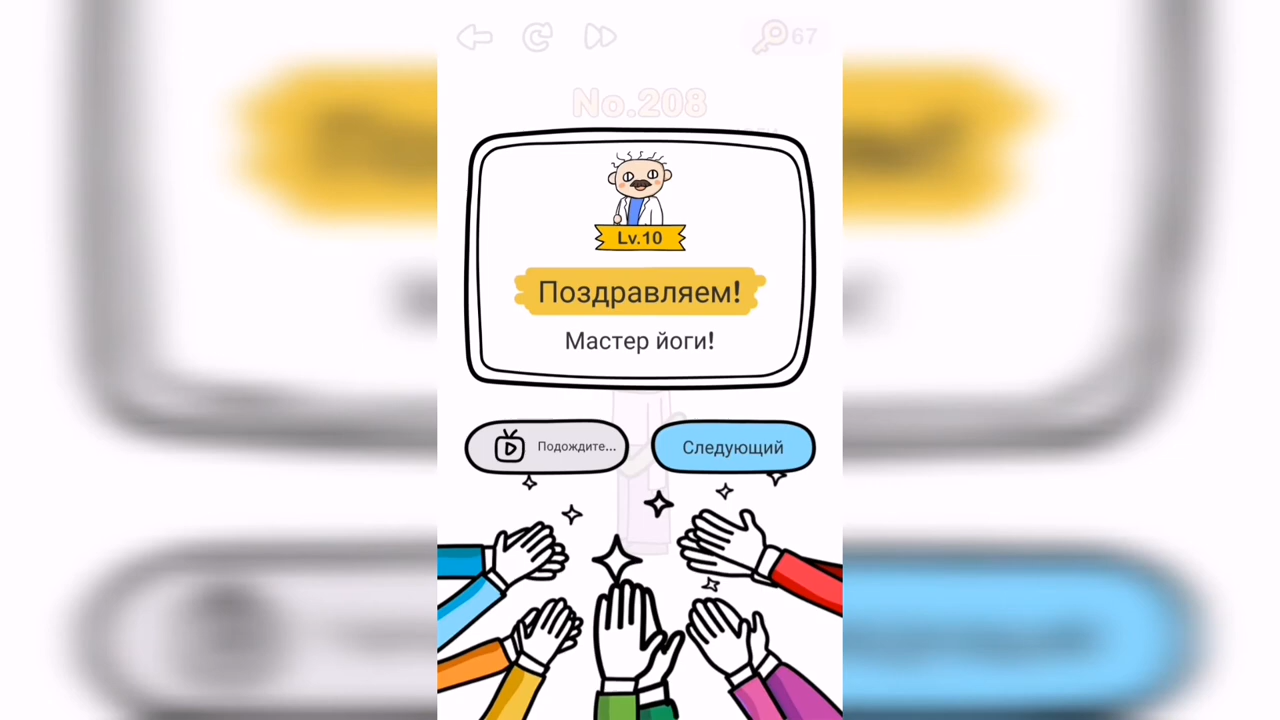 67
No.208
Lv.10
Поздравляем!
Мастер йоги!
Подождите...
Следующий